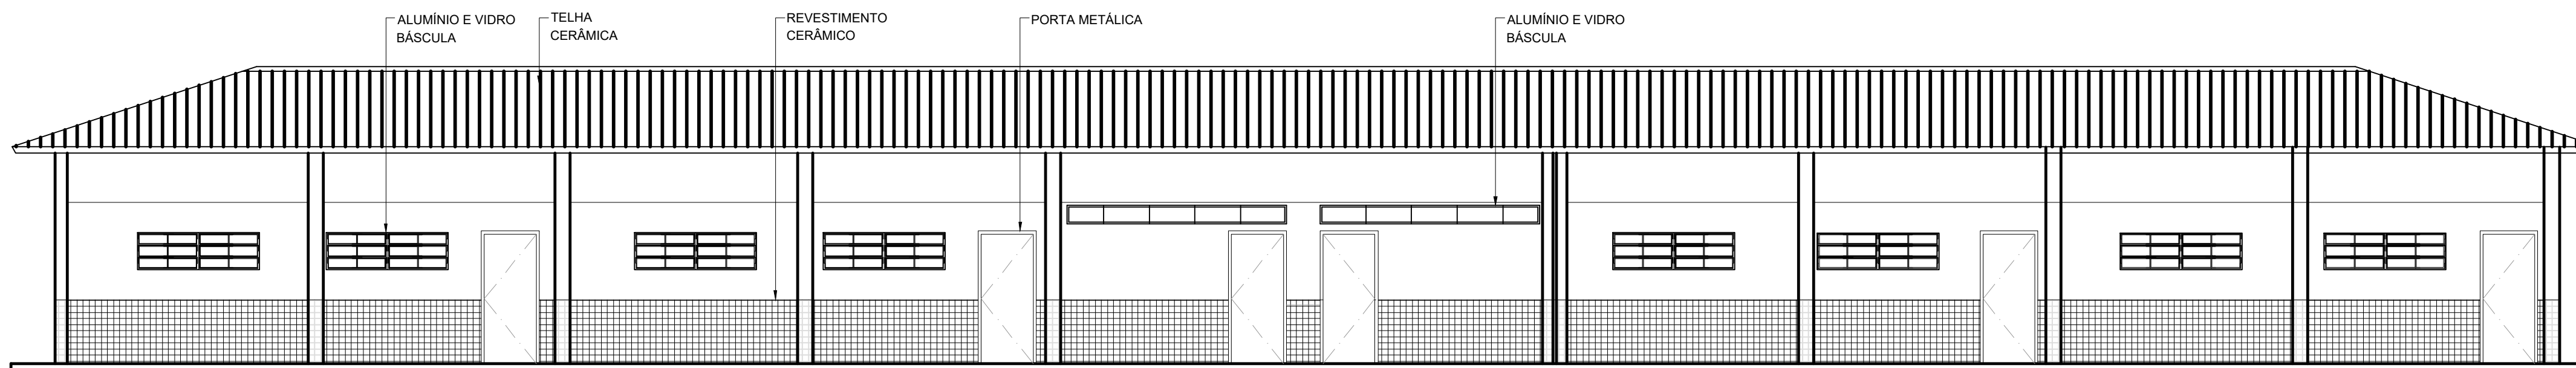 ALUMÍNIO E VIDRO
BÁSCULA
TELHA
CERÂMICA
REVESTIMENTO
CERÂMICO
PORTA METÁLICA
ALUMÍNIO E VIDRO
BÁSCULA